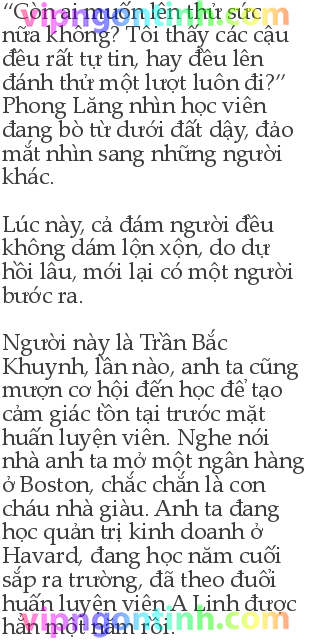 “Còn ai muốn lên thử sức
nữa không? Tôi thấy các cậu
đều rất tự tin, hay đều lên
đánh thử một lượt luôn đi?”
Phong Lăng nhìn học viên
đang bò từ dưới đất dậy, đảo
mắt nhìn sang những người
khác.

Lúc này, cả đám người đều
không dám lộn xộn, do dự
hồi lâu, mới lại có một người
bước ra.

Người này là Trần Bắc
Khuynh, lần nào, anh ta cũng
mượn cơ hội đến học để tạo
cảm giác tồn tại trước mặt
huấn luyện viên. Nghe nói
nhà anh ta mở một ngân hàng
ở Boston, chắc chắn là con
cháu nhà giàu. Anh ta đang
học quản trị kinh doanh ở
Havard, đang học năm cuối
sắp ra trường, đã theo đuổi
huấn luyện viên A Linh được
hẳn một năm rồi.
vipngontinh.com
vipngontinh.com